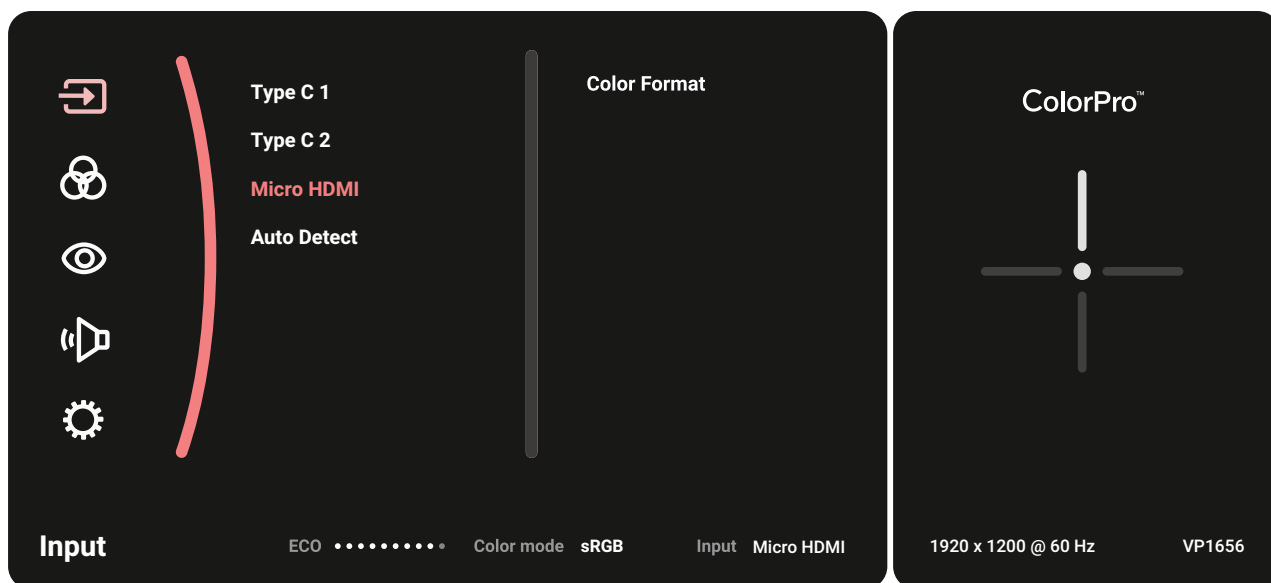 Type C 1
Type C 2
Micro HDMI
Auto Detect
Color Format
ColorPro™
Input
ECO
Color mode sRGB
Input Micro HDMI
1920 x 1200 @ 60 Hz
VP1656